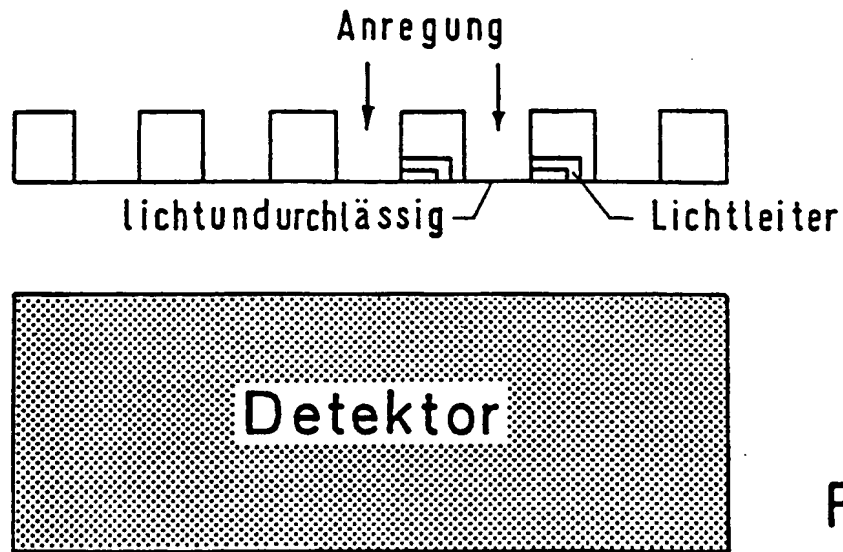 Anregung
lichtundurchlässig
Lichtleiter
Detektor
F